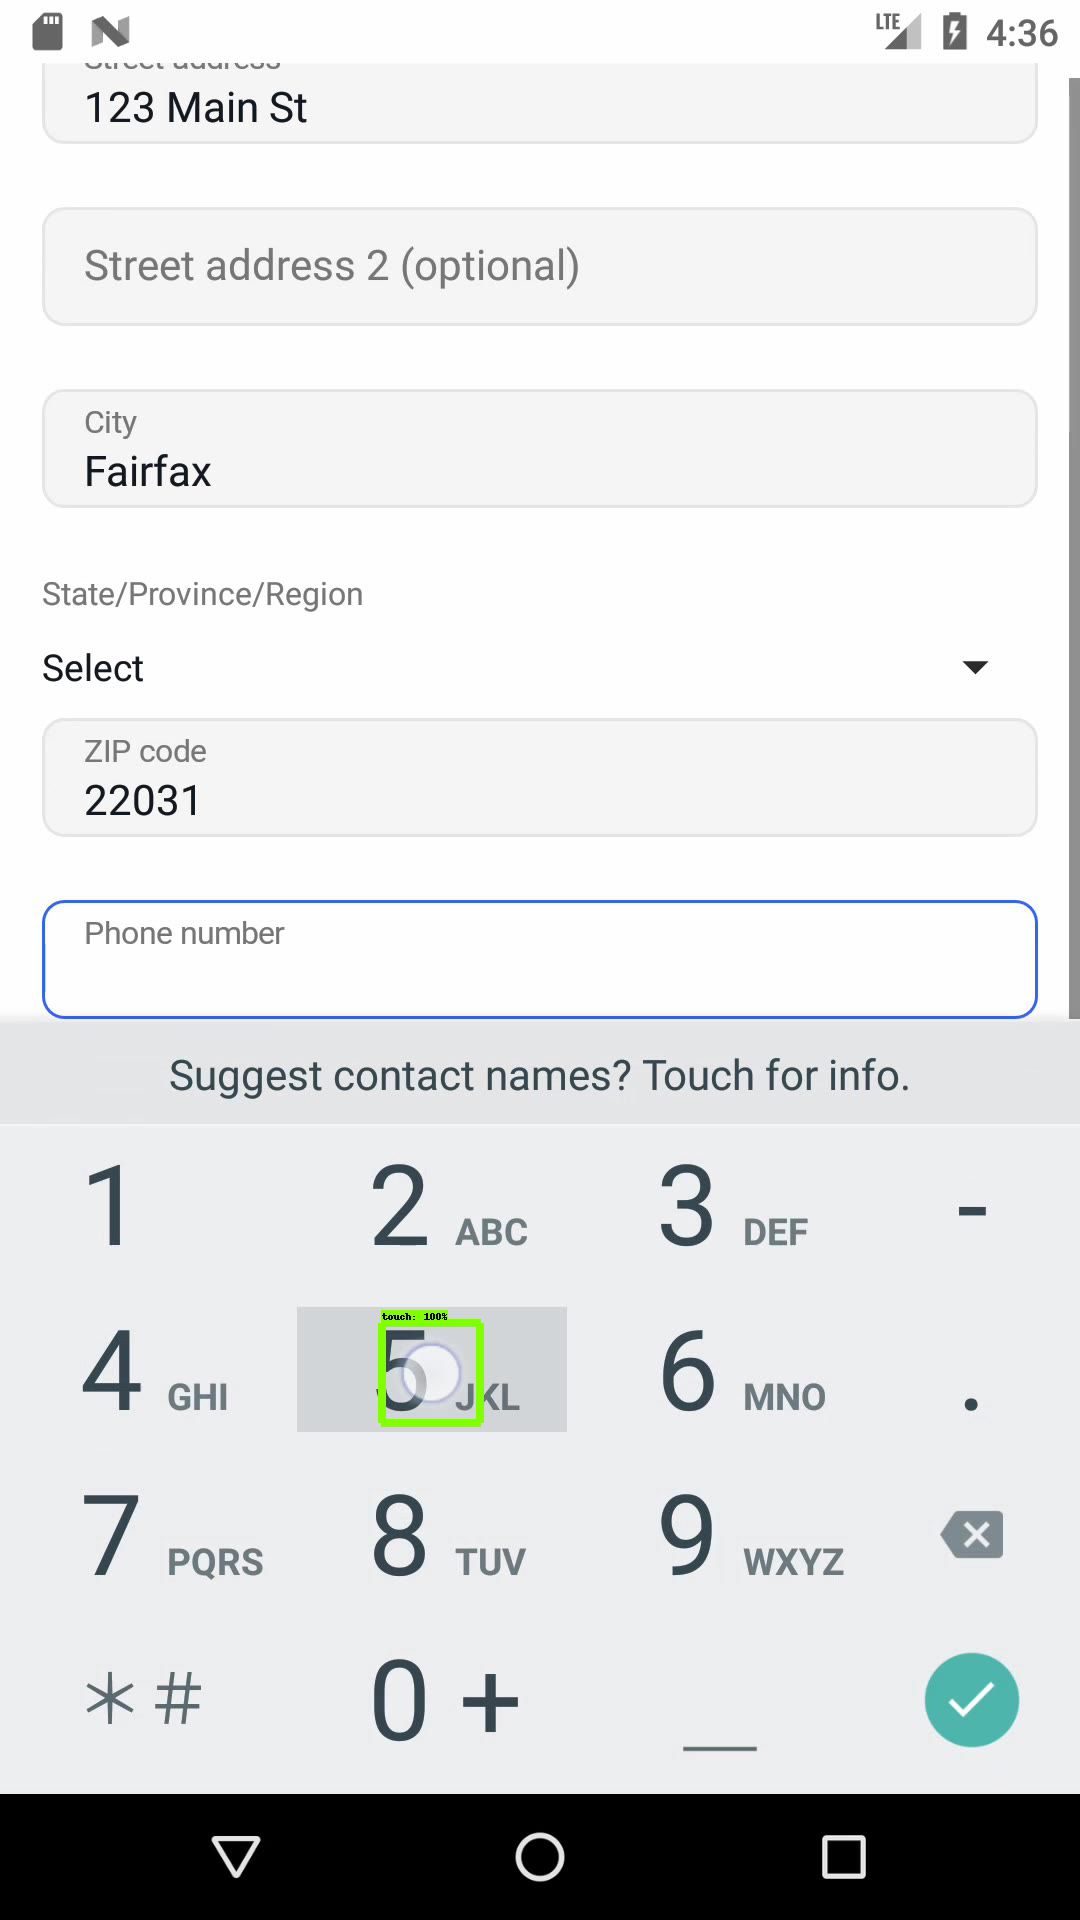 LTE 4:36
Street address
123 Main St
Street address 2 (optional)
City
Fairfax
State/Province/Region
Select
ZIP code
22031
Phone number
Suggest contact names? Touch for info.
1 2 ABC 3 DEF -
touch: 100%
4 GHI 5 JKL 6 MNO .
7 PQRS 8 TUV 9 WXYZ
* # 0 + _